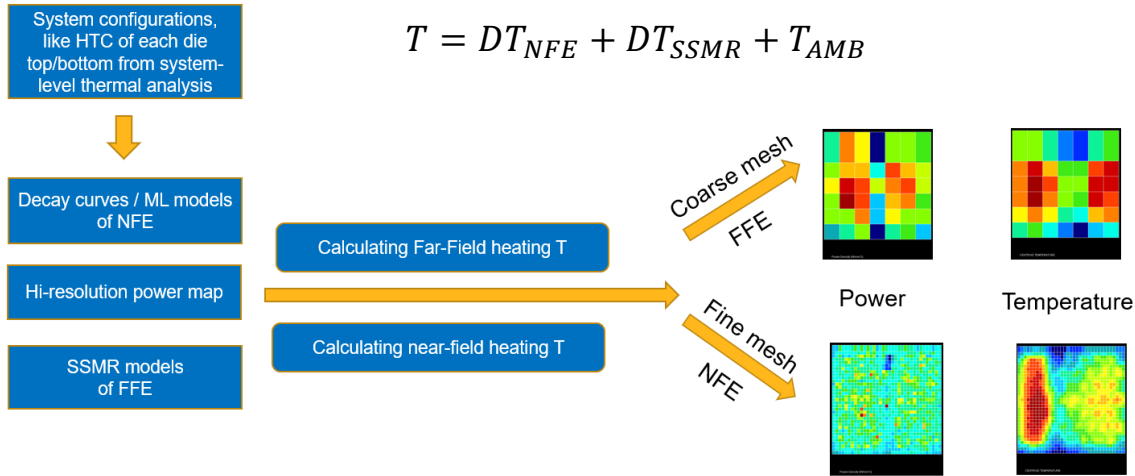 System configurations,
like HTC of each die
top/bottom from system-
level thermal analysis
T = DT_NFE + DT_SSMR + T_AMB
Decay curves / ML models
of NFE
Hi-resolution power map
SSMR models
of FFE
Calculating Far-Field heating T
Calculating near-field heating T
Coarse mesh
FFE
Fine mesh
NFE
Power
Temperature